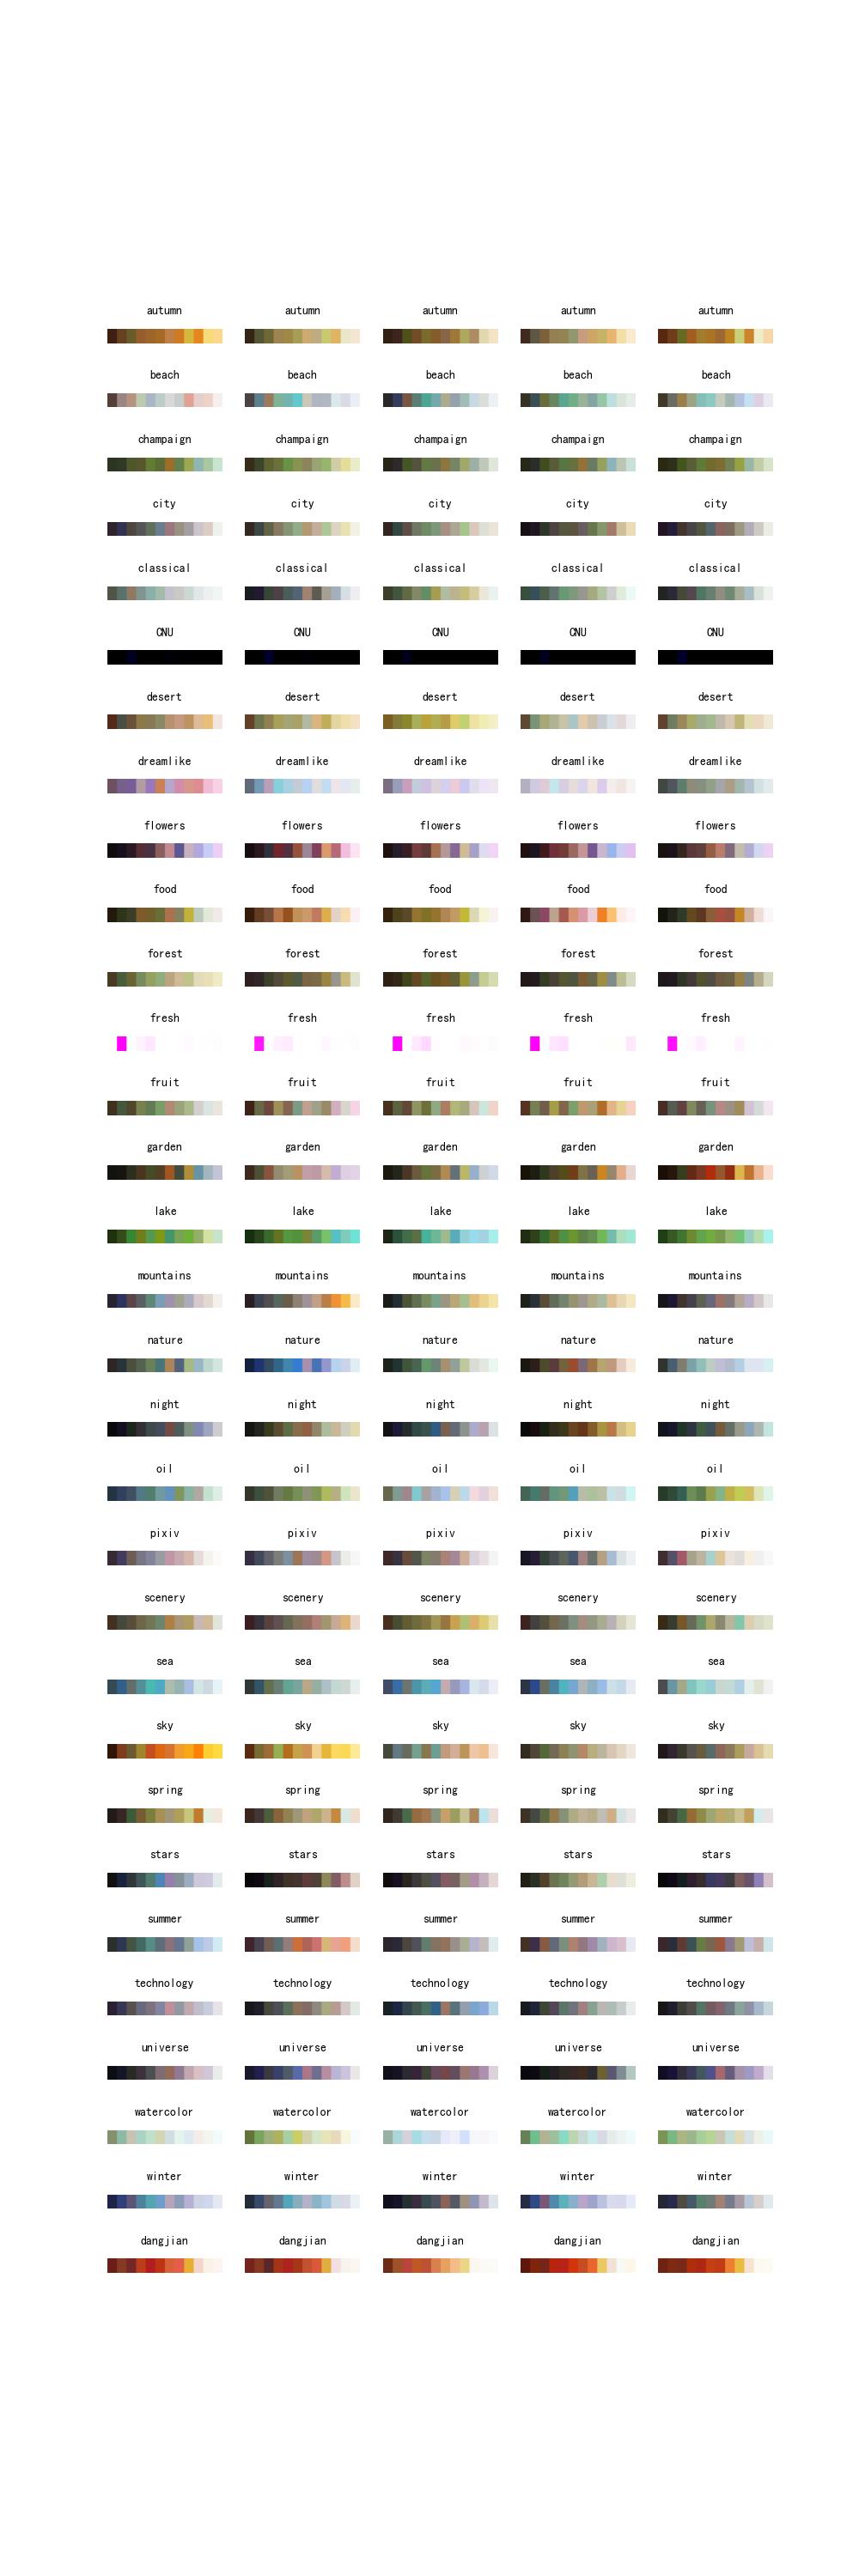 autumn autumn autumn autumn autumn
beach beach beach beach beach
champaign champaign champaign champaign champaign
city city city city city
classical classical classical classical classical
CNU CNU CNU CNU CNU
desert desert desert desert desert
dreamlike dreamlike dreamlike dreamlike dreamlike
flowers flowers flowers flowers flowers
food food food food food
forest forest forest forest forest
fresh fresh fresh fresh fresh
fruit fruit fruit fruit fruit
garden garden garden garden garden
lake lake lake lake lake
mountains mountains mountains mountains mountains
nature nature nature nature nature
night night night night night
oil oil oil oil oil
pixiv pixiv pixiv pixiv pixiv
scenery scenery scenery scenery scenery
sea sea sea sea sea
sky sky sky sky sky
spring spring spring spring spring
stars stars stars stars stars
summer summer summer summer summer
technology technology technology technology technology
universe universe universe universe universe
watercolor watercolor watercolor watercolor watercolor
winter winter winter winter winter
dangjian dangjian dangjian dangjian dangjian